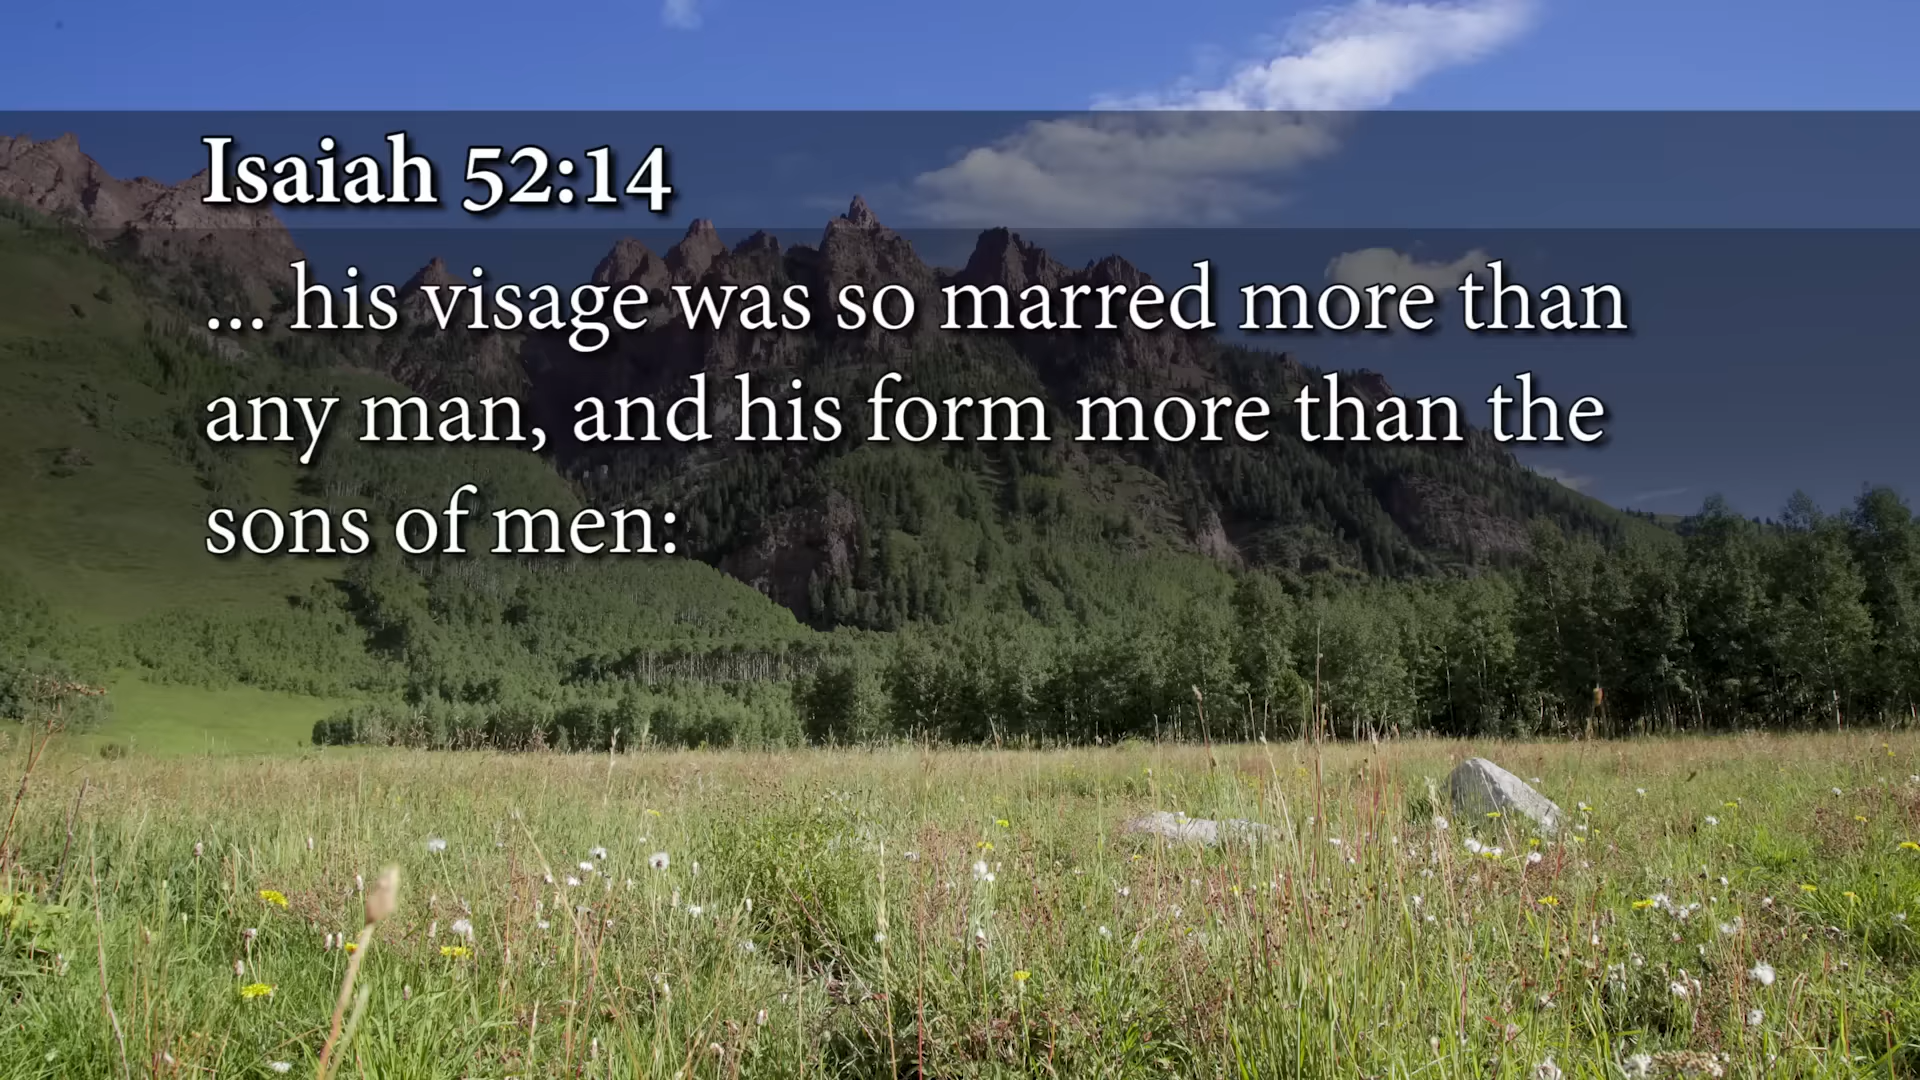 Isaiah 52:14
... his visage was so marred more than
any man, and his form more than the
sons of men: